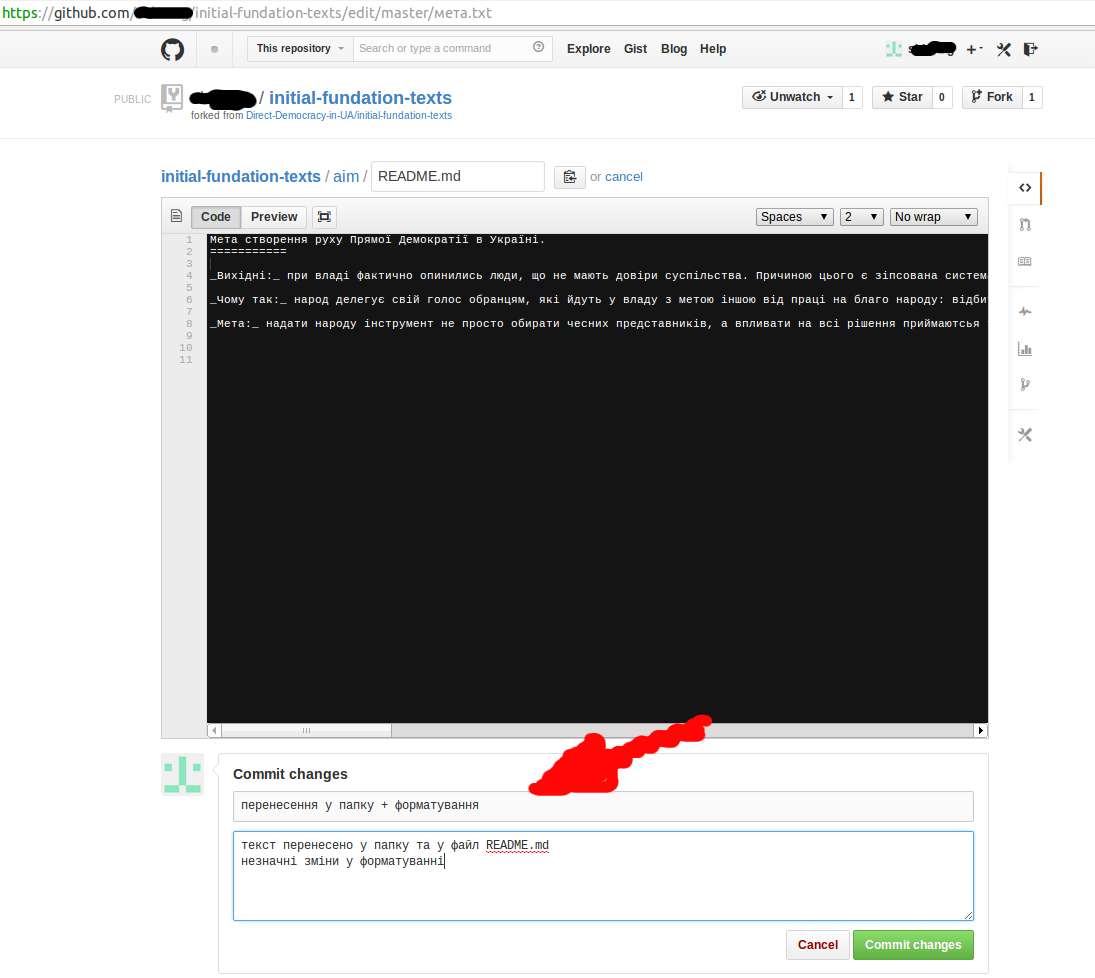 https://github.com/ /initial-fundation-texts/edit/master/мета.txt
This repository
Search or type a command
Explore Gist Blog Help
PUBLIC
/ initial-fundation-texts
forked from Direct-Democracy-in-UA/initial-fundation-texts
Unwatch 1
Star 0
Fork 1
initial-fundation-texts / aim / README.md or cancel
Code Preview
Spaces 2 No wrap
1 Мета створення руху Прямої Демократії в Україні.
2 ===========
3
4 _Вихідні:_ при владі фактично опинились люди, що не мають довіри суспільства. Причиною цього є зіпсована система
5
6 _Чому так:_ народ делегує свій голос обранцям, які йдуть у владу з метою іншою від праці на благо народу:
7
8 _Мета:_ надати народу інструмент не просто обирати чесних представників, а впливати на всі рішення приймаютсья
9
10
11
Commit changes
перенесення у папку + форматування
текст перенесено у папку та у файл README.md
незначні зміни у форматуванні
Cancel Commit changes